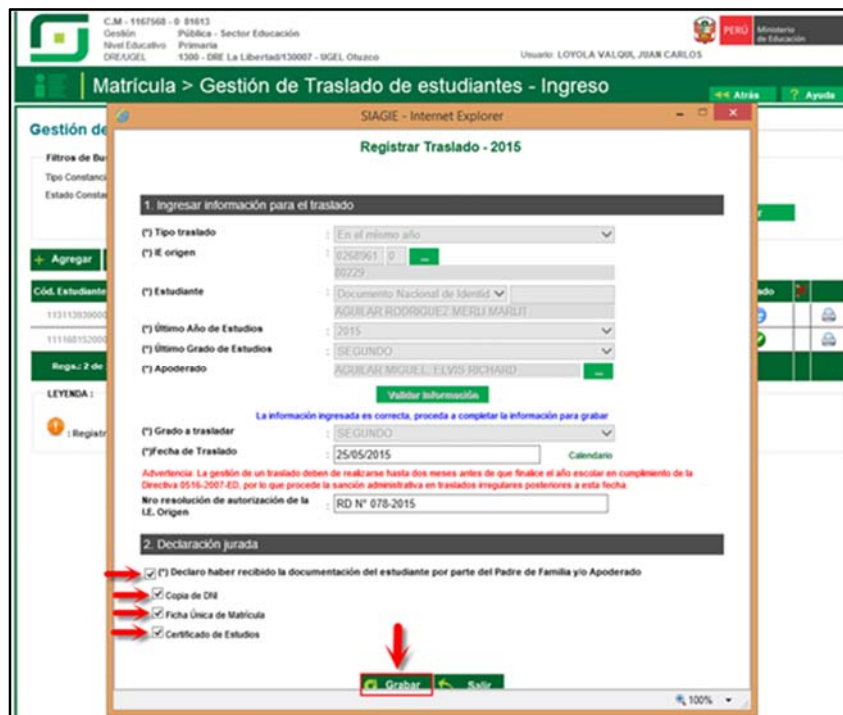 C.M - 1167568 - 0 81613
Gestión Pública - Sector Educación
Nivel Educativo Primaria
DRE/UGEL 1300 - DRE La Libertad/130007 - UGEL Otuzco
Usuario: LOYOLA VALQUI, JUAN CARLOS
PERÚ Ministerio de Educación
Matrícula > Gestión de Traslado de estudiantes - Ingreso
Atrás ? Ayuda
SIAGIE - Internet Explorer
Gestión de
Registrar Traslado - 2015
Filtros de Bu
Tipo Constanci
Estado Consta
1. Ingresar información para el traslado
(*) Tipo traslado : En el mismo año
(*) IE origen : 0268961 0 ...
80229
+ Agregar
(*) Estudiante : Documento Nacional de Identid
AGUILAR RODRIGUEZ MERLI MARLIT
Cód. Estudiante
ado
(*) Último Año de Estudios : 2015
(*) Último Grado de Estudios : SEGUNDO
(*) Apoderado : AGUILAR MIGUEL, ELVIS RICHARD ...
Regs.: 2 de
Validar Información
LEYENDA :
La información ingresada es correcta, proceda a completar la información para grabar
: Registr
(*) Grado a trasladar : SEGUNDO
(*)Fecha de Traslado : 25/05/2015 Calendario
Advertencia: La gestión de un traslado deben de realizarse hasta dos meses antes de que finalice el año escolar en cumplimiento de la
Directiva 0516-2007-ED, por lo que procede la sanción administrativa en traslados irregulares posteriores a esta fecha.
Nro resolución de autorización de la
I.E. Origen : RD N° 078-2015
2. Declaración jurada
(*) Declaro haber recibido la documentación del estudiante por parte del Padre de Familia y/o Apoderado
Copia de DNI
Ficha Única de Matrícula
Certificado de Estudios
Grabar Salir
100%